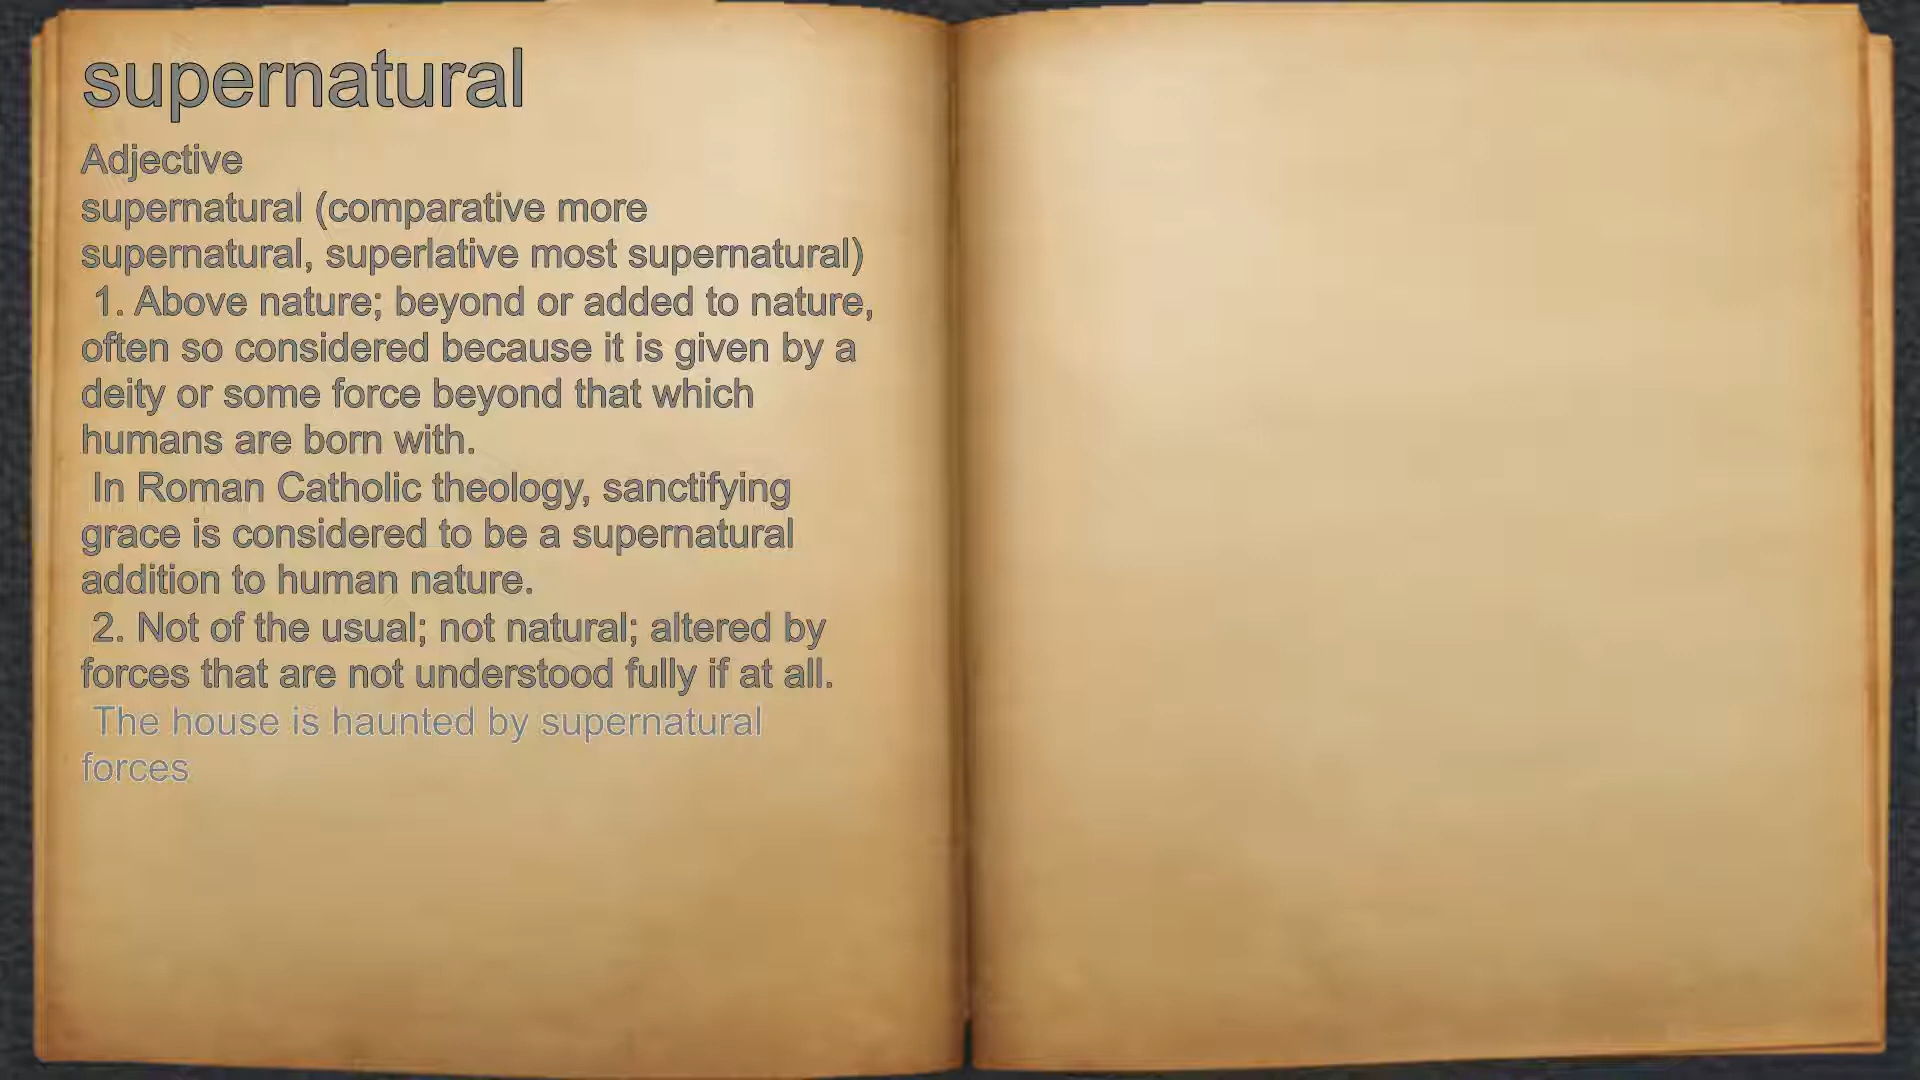 supernatural
Adjective
supernatural (comparative more
supernatural, superlative most supernatural)
1. Above nature; beyond or added to nature,
often so considered because it is given by a
deity or some force beyond that which
humans are born with.
In Roman Catholic theology, sanctifying
grace is considered to be a supernatural
addition to human nature.
2. Not of the usual; not natural; altered by
forces that are not understood fully if at all.
The house is haunted by supernatural
forces